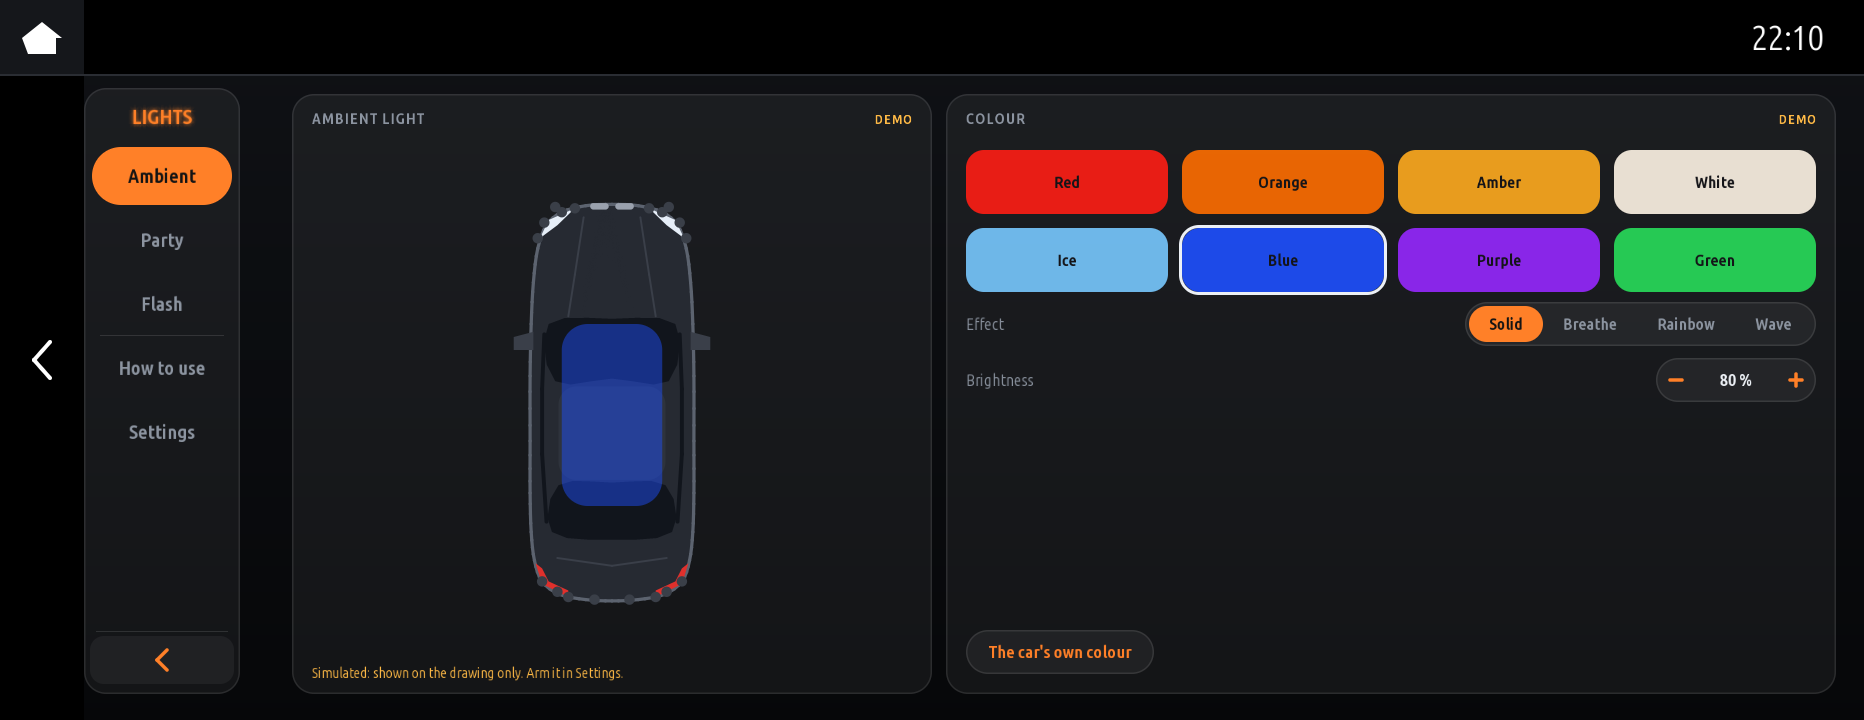 22:10
LIGHTS
Ambient
Party
Flash
How to use
Settings
AMBIENT LIGHT
DEMO
Simulated: shown on the drawing only. Arm it in Settings.
COLOUR
DEMO
Red
Orange
Amber
White
Ice
Blue
Purple
Green
Effect
Solid
Breathe
Rainbow
Wave
Brightness
80 %
The car's own colour